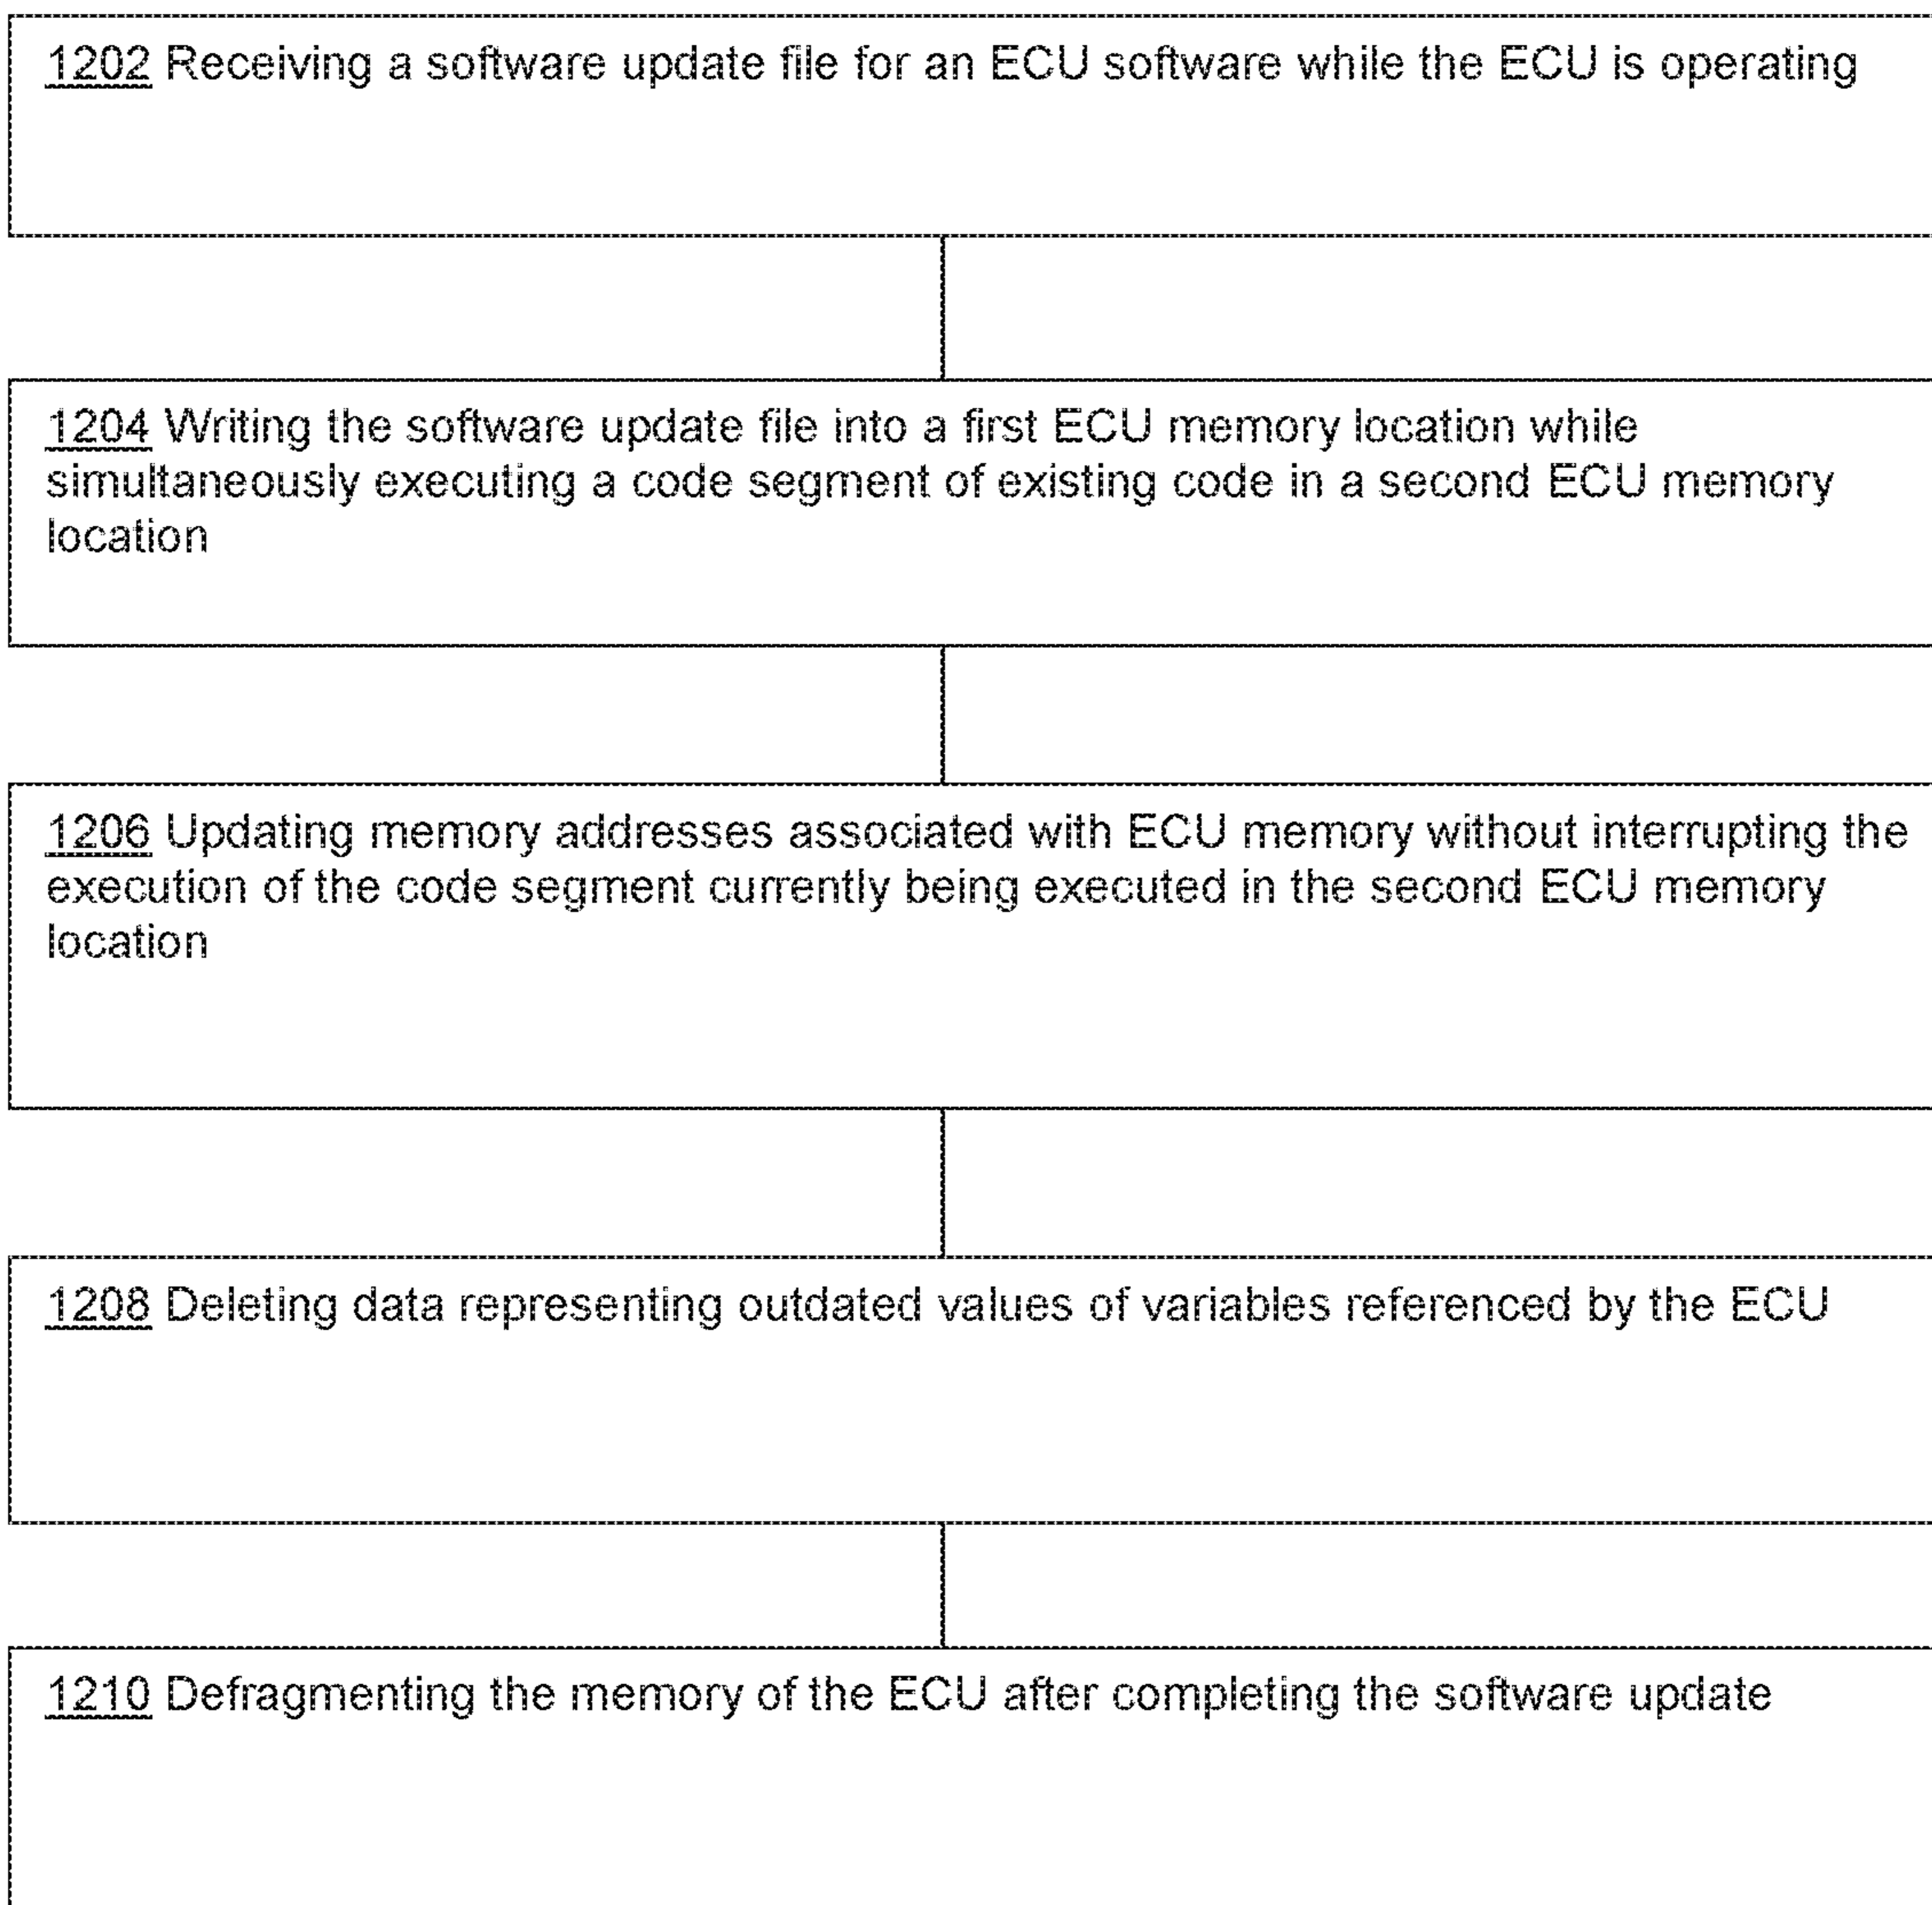 1202 Receiving a software update file for an ECU software while the ECU is operating
1204 Writing the software update file into a first ECU memory location while
simultaneously executing a code segment of existing code in a second ECU memory
location
1206 Updating memory addresses associated with ECU memory without interrupting the
execution of the code segment currently being executed in the second ECU memory
location
1208 Deleting data representing outdated values of variables referenced by the ECU
1210 Defragmenting the memory of the ECU after completing the software update